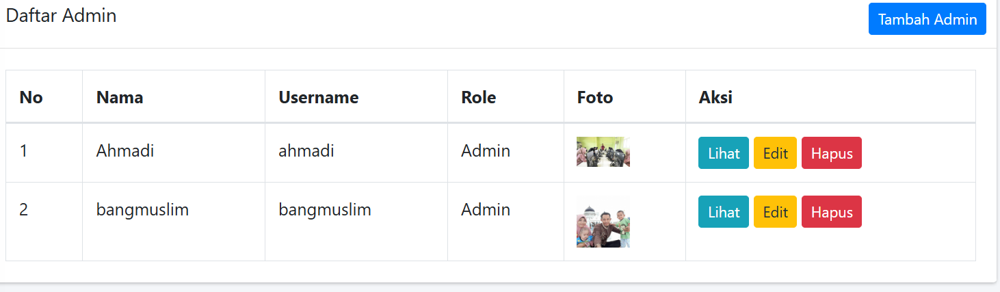 Daftar Admin
Tambah Admin
No Nama Username Role Foto Aksi
1 Ahmadi ahmadi Admin Lihat Edit Hapus
2 bangmuslim bangmuslim Admin Lihat Edit Hapus